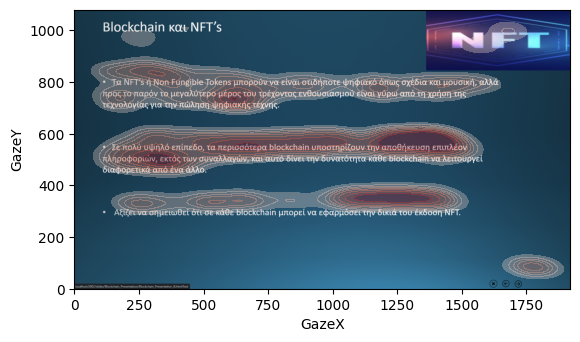 Blockchain και NFT's
NFT
• Τα NFT's ή Non Fungible Tokens μπορούν να είναι οτιδήποτε ψηφιακό όπως σχέδια και μουσική, αλλά
προς το παρόν το μεγαλύτερο μέρος του τρέχοντος ενθουσιασμού είναι γύρω από τη χρήση της
τεχνολογίας για την πώληση ψηφιακής τέχνης.
• Σε πολύ υψηλό επίπεδο, τα περισσότερα blockchain υποστηρίζουν την αποθήκευση επιπλέον
πληροφοριών, εκτός των συναλλαγών, και αυτό δίνει την δυνατότητα κάθε blockchain να λειτουργεί
διαφορετικά από ένα άλλο.
• Αξίζει να σημειωθεί ότι σε κάθε blockchain μπορεί να εφαρμόσει την δικιά του έκδοση NFT.
GazeY
1000
800
600
400
200
0
0 250 500 750 1000 1250 1500 1750
GazeX